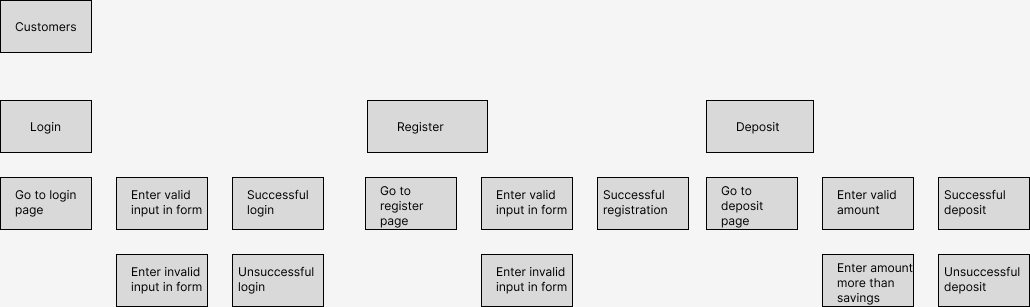 Customers
Login
Register
Deposit
Go to login
page
Enter valid
input in form
Successful
login
Go to
register
page
Enter valid
input in form
Successful
registration
Go to
deposit
page
Enter valid
amount
Successful
deposit
Enter invalid
input in form
Unsuccessful
login
Enter invalid
input in form
Enter amount
more than
savings
Unsuccessful
deposit